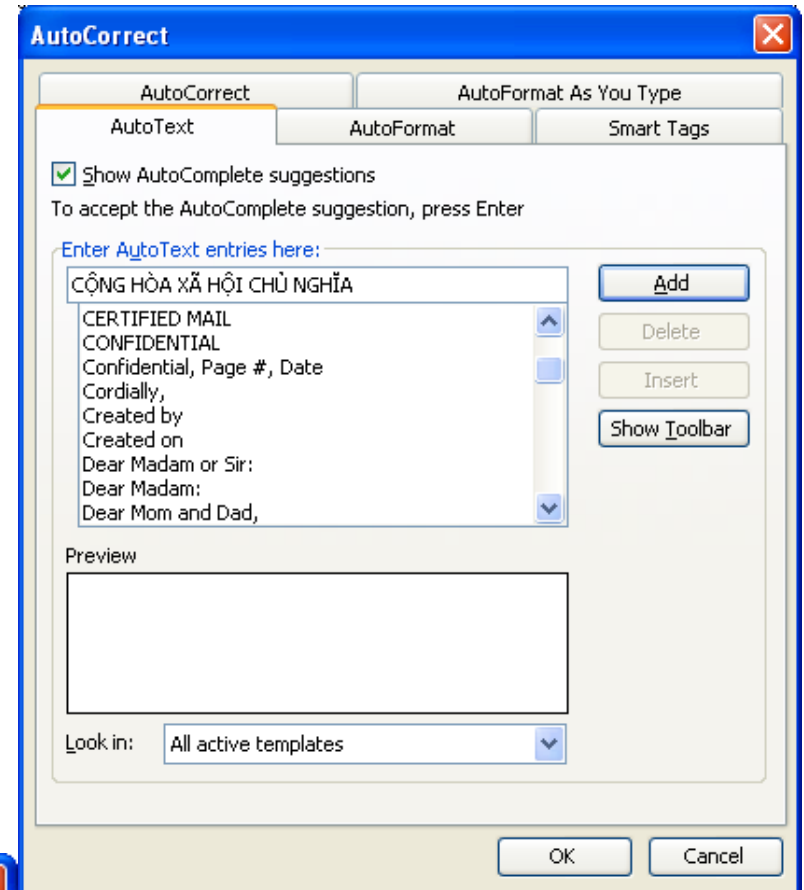 AutoCorrect
AutoCorrect
AutoFormat As You Type
AutoText
AutoFormat
Smart Tags
Show AutoComplete suggestions
To accept the AutoComplete suggestion, press Enter
Enter AutoText entries here:
CỘNG HÒA XÃ HỘI CHỦ NGHĨA
Add
CERTIFIED MAIL
CONFIDENTIAL
Confidential, Page #, Date
Cordially,
Created by
Created on
Dear Madam or Sir:
Dear Madam:
Dear Mom and Dad,
Delete
Insert
Show Toolbar
Preview
Look in:
All active templates
OK
Cancel